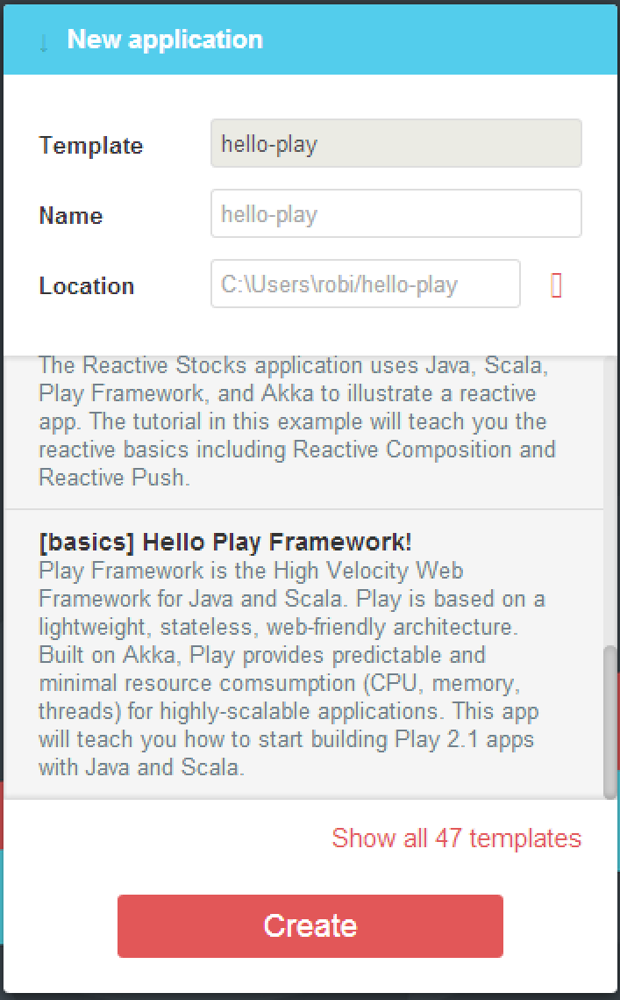 ↓ New application
Template
hello-play
Name
hello-play
Location
C:\Users\robi/hello-play
The Reactive Stocks application uses Java, Scala,
Play Framework, and Akka to illustrate a reactive
app. The tutorial in this example will teach you the
reactive basics including Reactive Composition and
Reactive Push.
[basics] Hello Play Framework!
Play Framework is the High Velocity Web
Framework for Java and Scala. Play is based on a
lightweight, stateless, web-friendly architecture.
Built on Akka, Play provides predictable and
minimal resource comsumption (CPU, memory,
threads) for highly-scalable applications. This app
will teach you how to start building Play 2.1 apps
with Java and Scala.
Show all 47 templates
Create